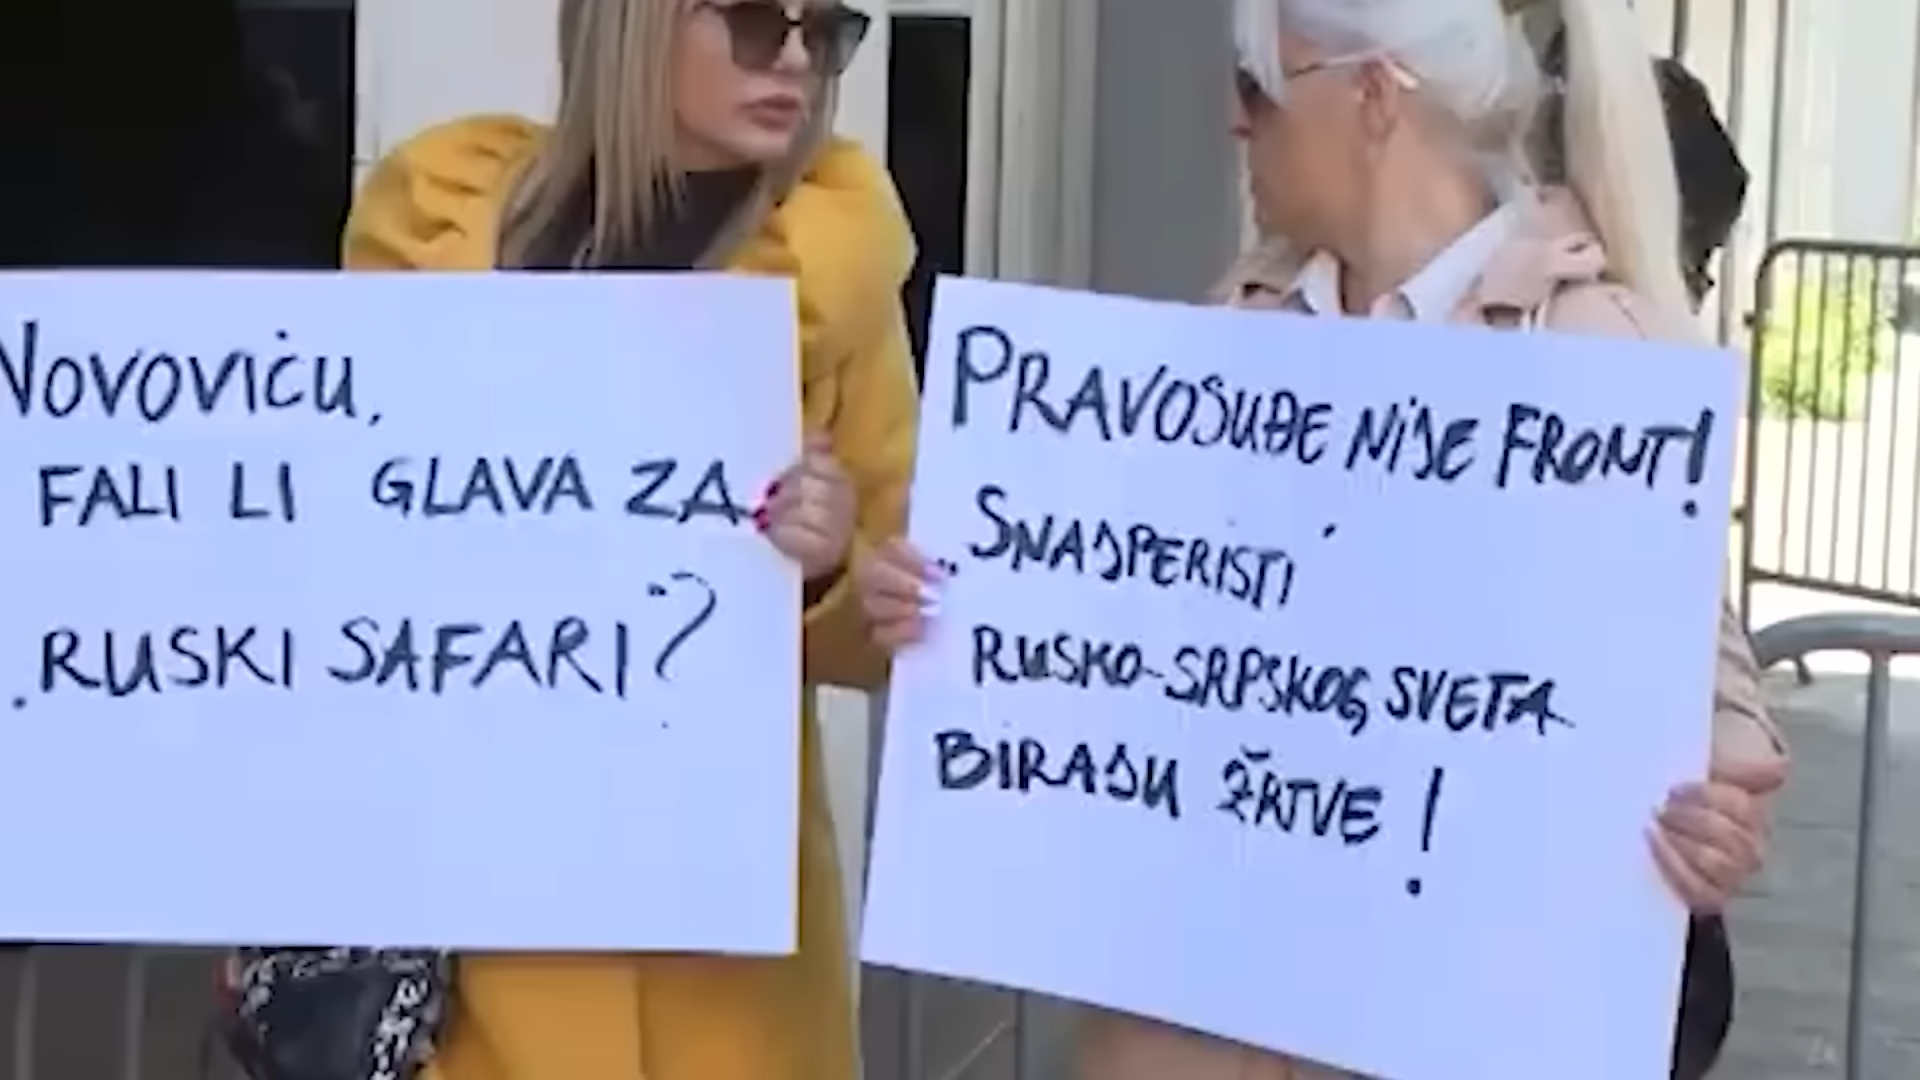 Novoviću,
FALI LI GLAVA ZA
"RUSKI SAFARI"?
PRAVOSUĐE NIJE FRONT!
"SNAJPERISTI"
RUSKO-SRPSKOG SVETA
BIRAJU ŽRTVE!